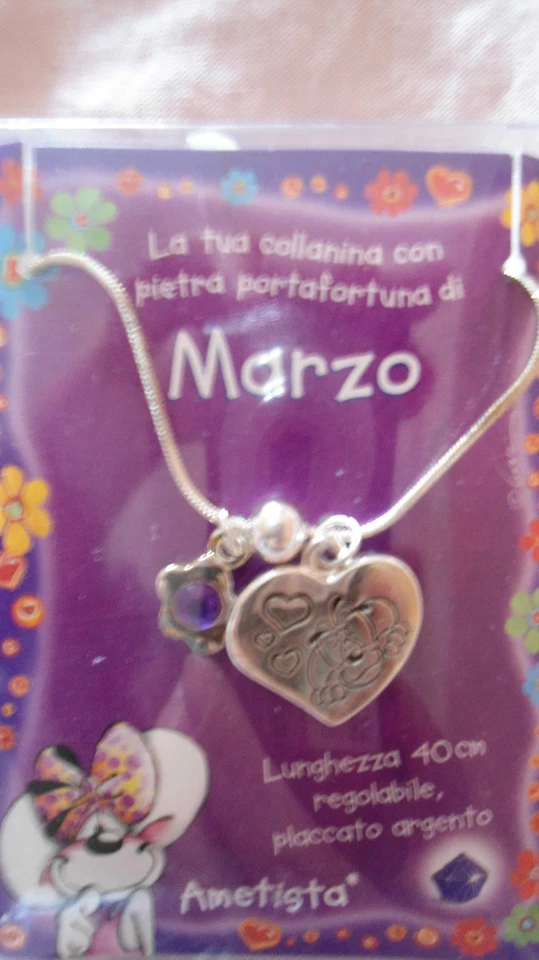 La tua collanina con
pietra portafortuna di
Marzo
Lunghezza 40cm
regolabile,
placcato argento
Ametista*